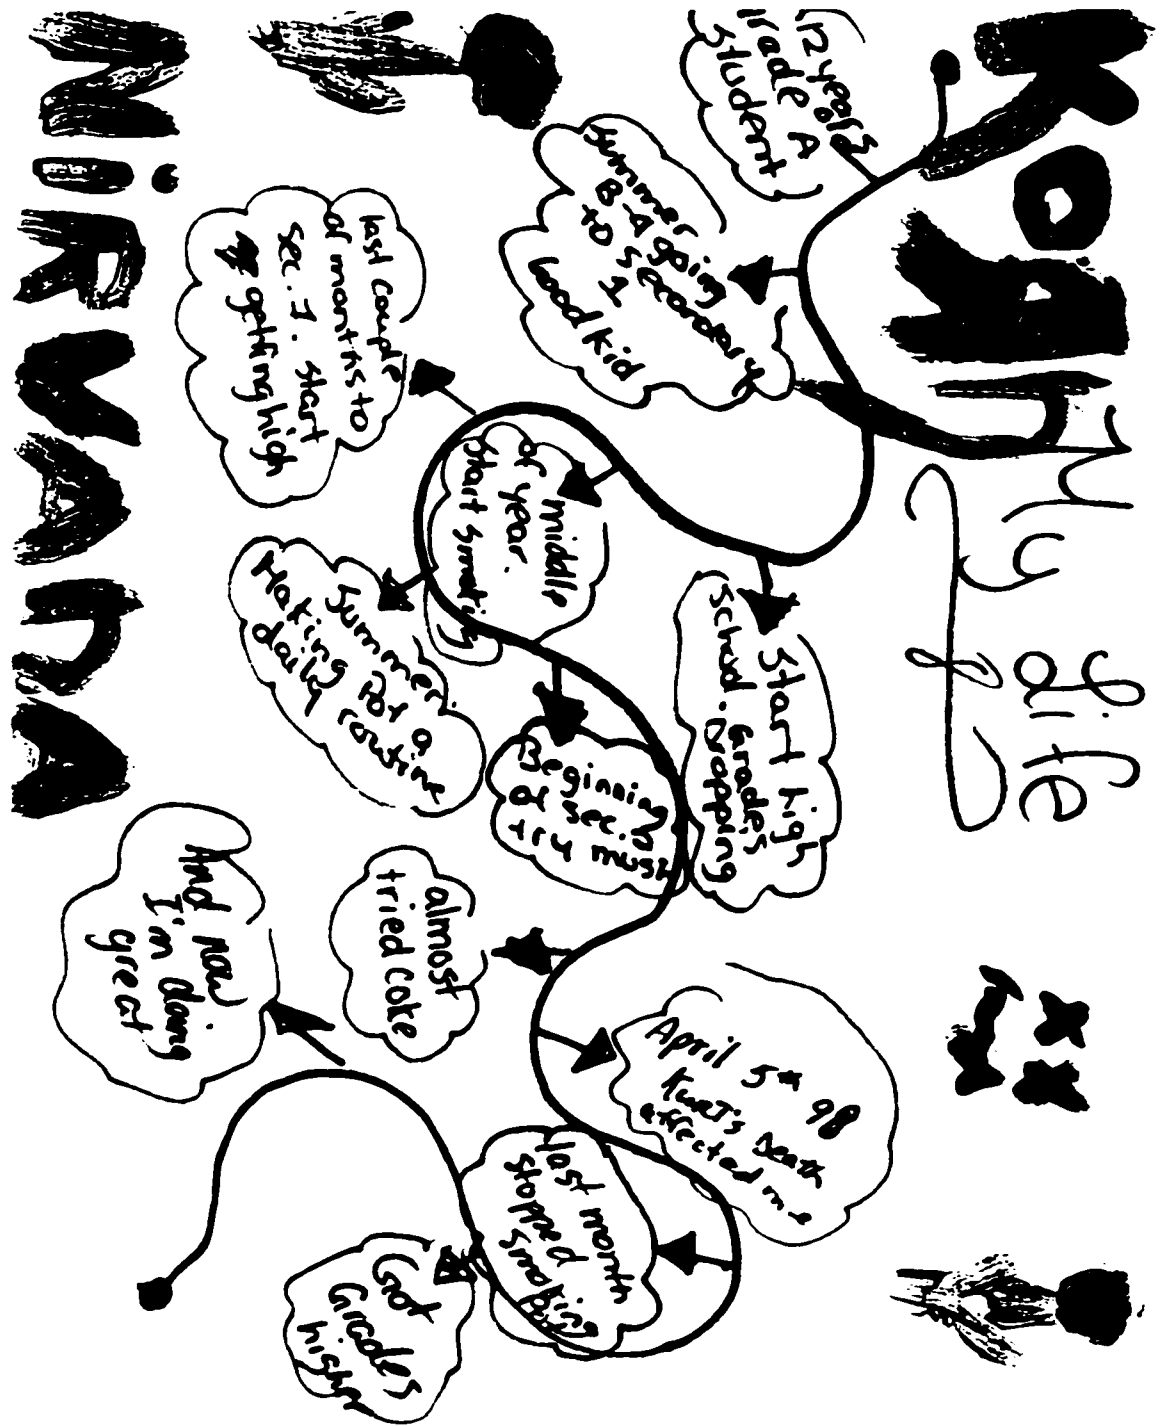 KoRn
My Life
12 years
Grade A
Student
Summer
B-4 going
to secondary
1
Good Kid
Start high
school. Grades
Dropping
middle
of year.
Start smoking
last couple
of months to
sec. 1. start
getting high
Summer.
Making Pot a
daily routine
Beginning
of sec. 2
try mush
almost
tried coke
April 5th 98
Kurt's Death
affected me
last month
stopped
smoking
Pot
Got
Grades
higher
And now
I'm doing
great
NiRVAnA